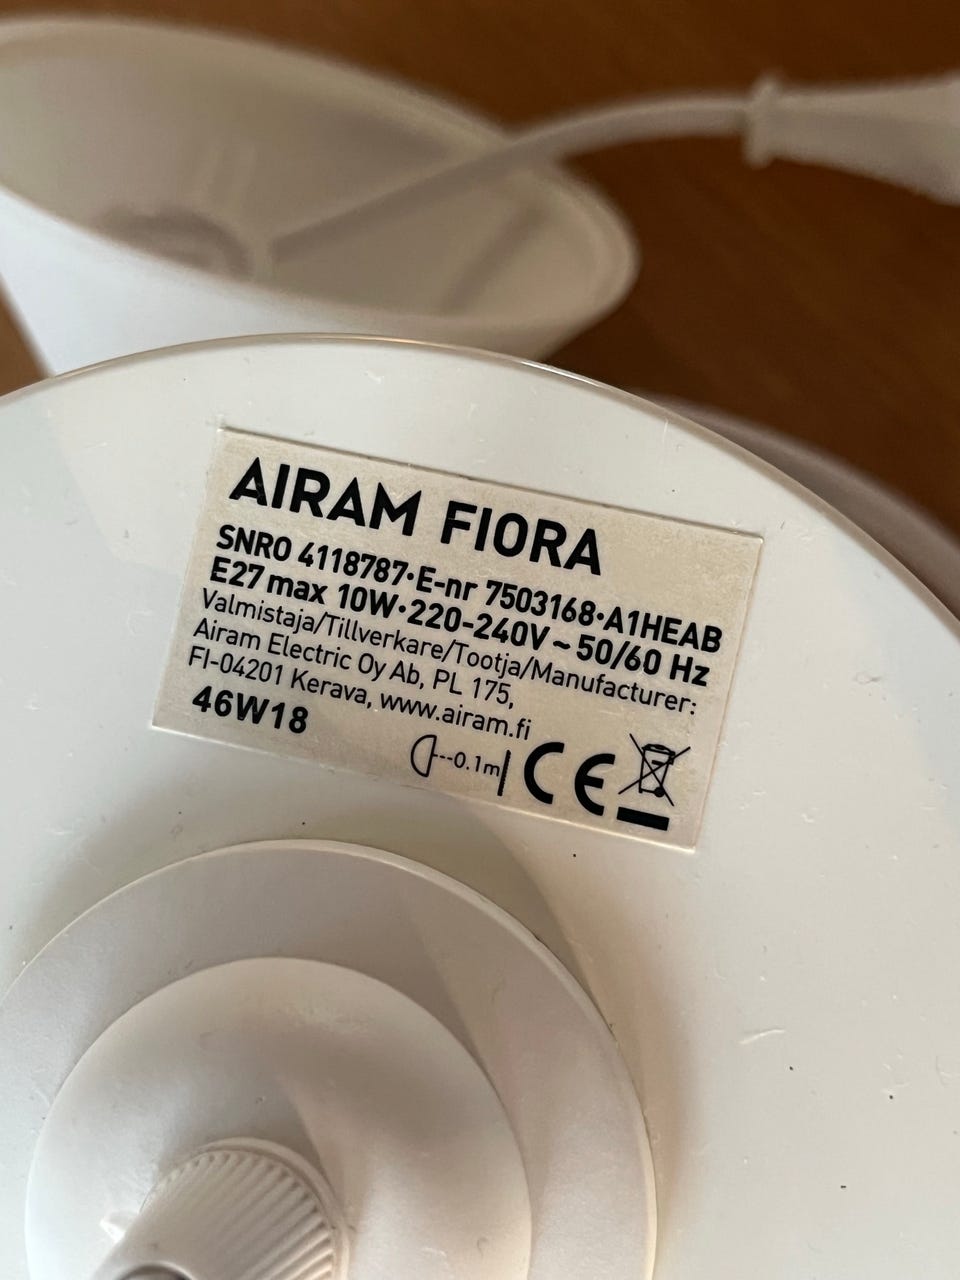 AIRAM FIORA
SNRO 4118787·E-nr 7503168·A1HEAB
E27 max 10W·220-240V ~ 50/60 Hz
Valmistaja/Tillverkare/Tootja/Manufacturer:
Airam Electric Oy Ab, PL 175,
FI-04201 Kerava, www.airam.fi
46W18
0.1m CE